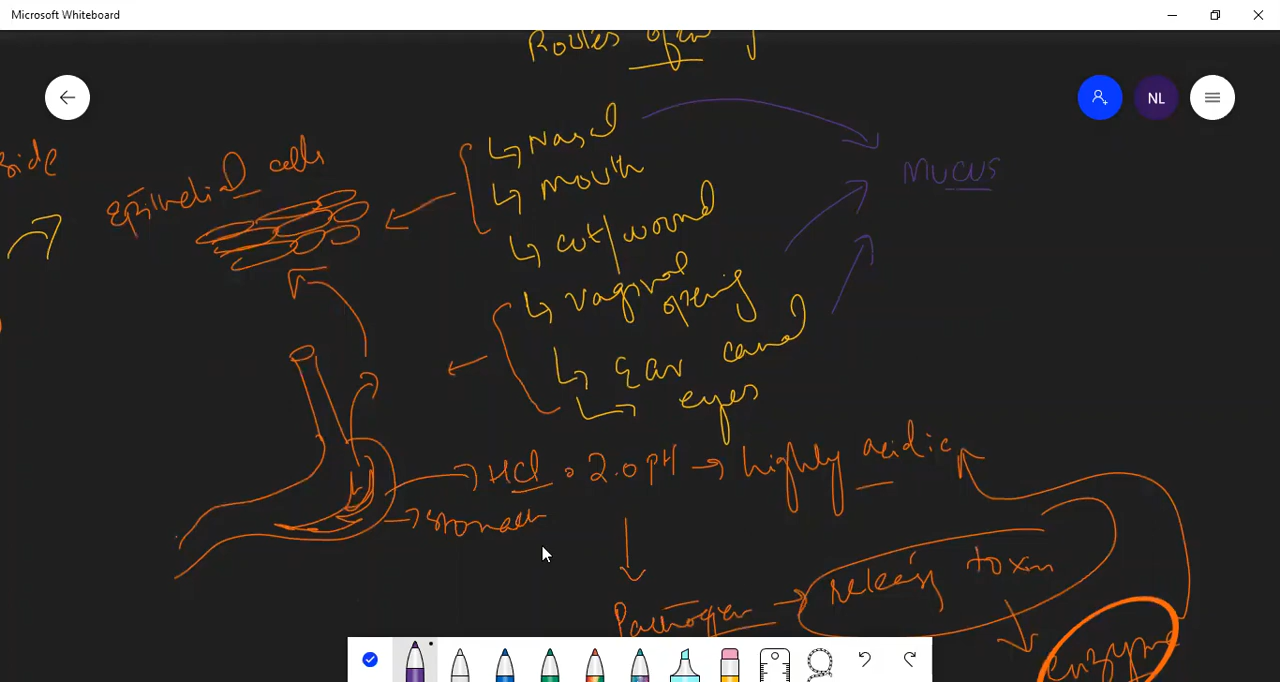 Microsoft Whiteboard
Routes of
NL
side
Epithelial cells
Nasal
Mouth
cut/wound
vaginal opening
Ear canal
eyes
Mucus
HCl • 2.0 pH → highly acidic
→ stomach
Pathogen → releasing toxin
enzyme